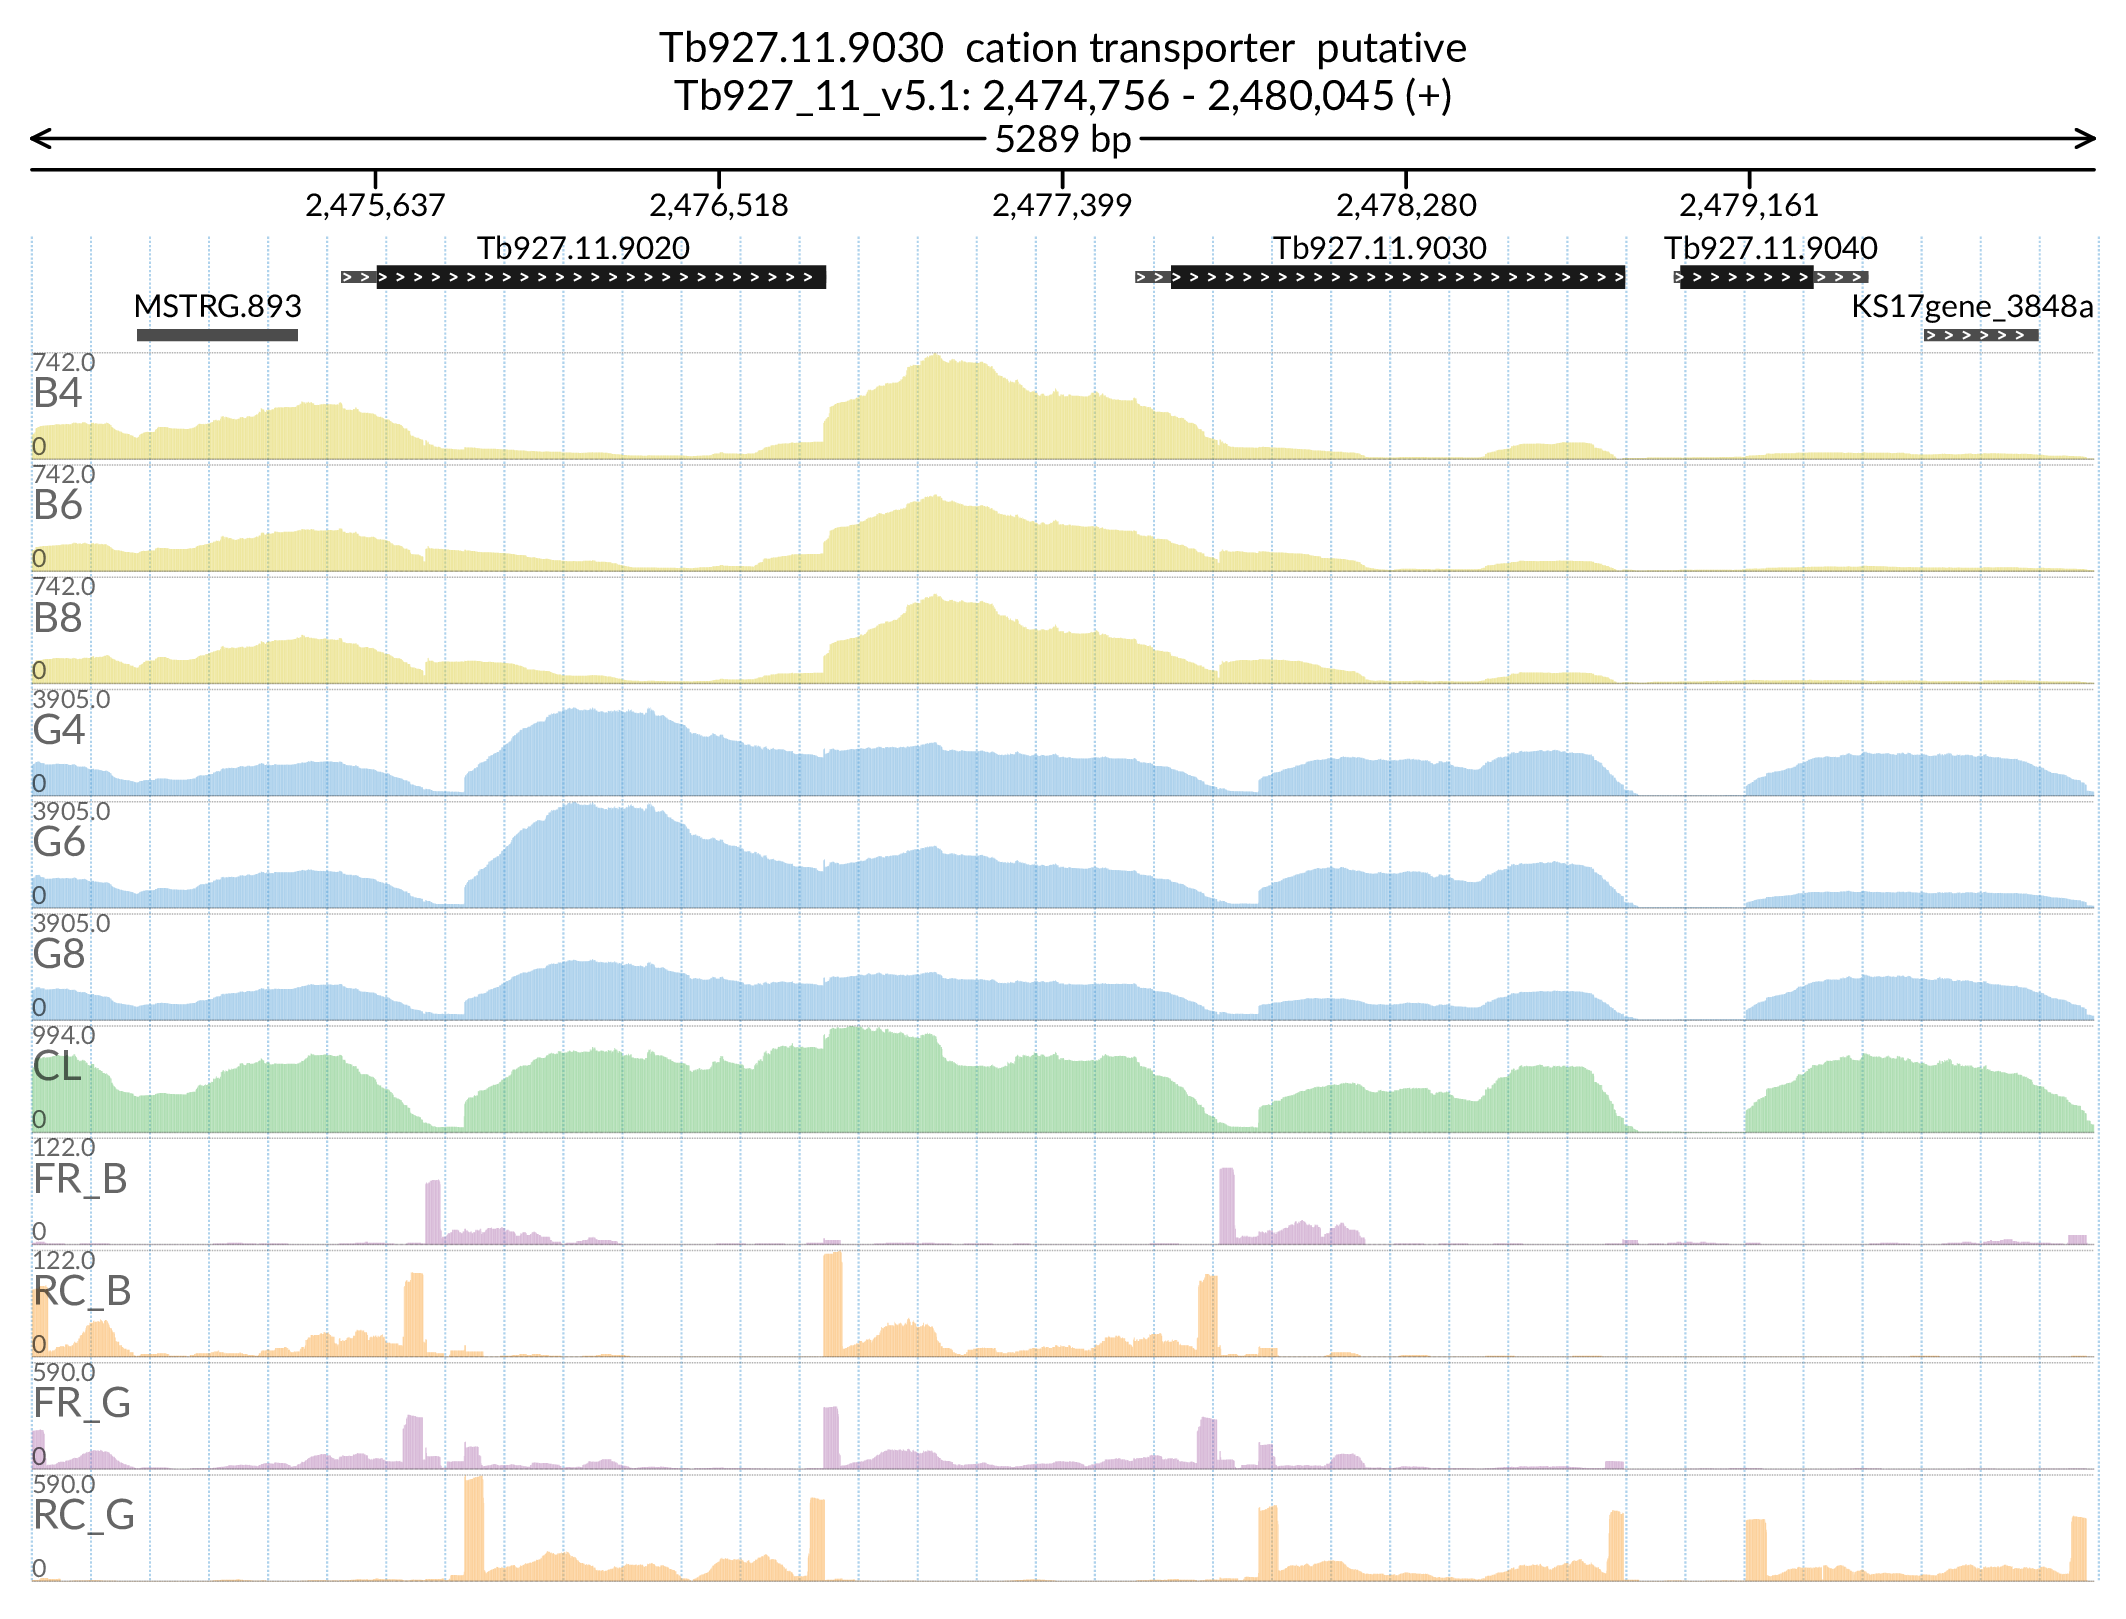 Tb927.11.9030  cation transporter  putative
Tb927_11_v5.1: 2,474,756 - 2,480,045 (+)
5289 bp
2,475,637 2,476,518 2,477,399 2,478,280 2,479,161
Tb927.11.9020 Tb927.11.9030 Tb927.11.9040
MSTRG.893 KS17gene_3848a
742.0
B4
0
742.0
B6
0
742.0
B8
0
3905.0
G4
0
3905.0
G6
0
3905.0
G8
0
994.0
CL
0
122.0
FR_B
0
122.0
RC_B
0
590.0
FR_G
0
590.0
RC_G
0